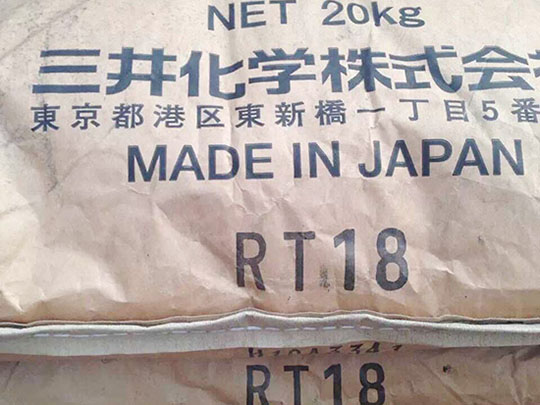 NET 20kg
三井化学株式会
東京都港区東新橋一丁目5番
MADE IN JAPAN
RT18
RT18